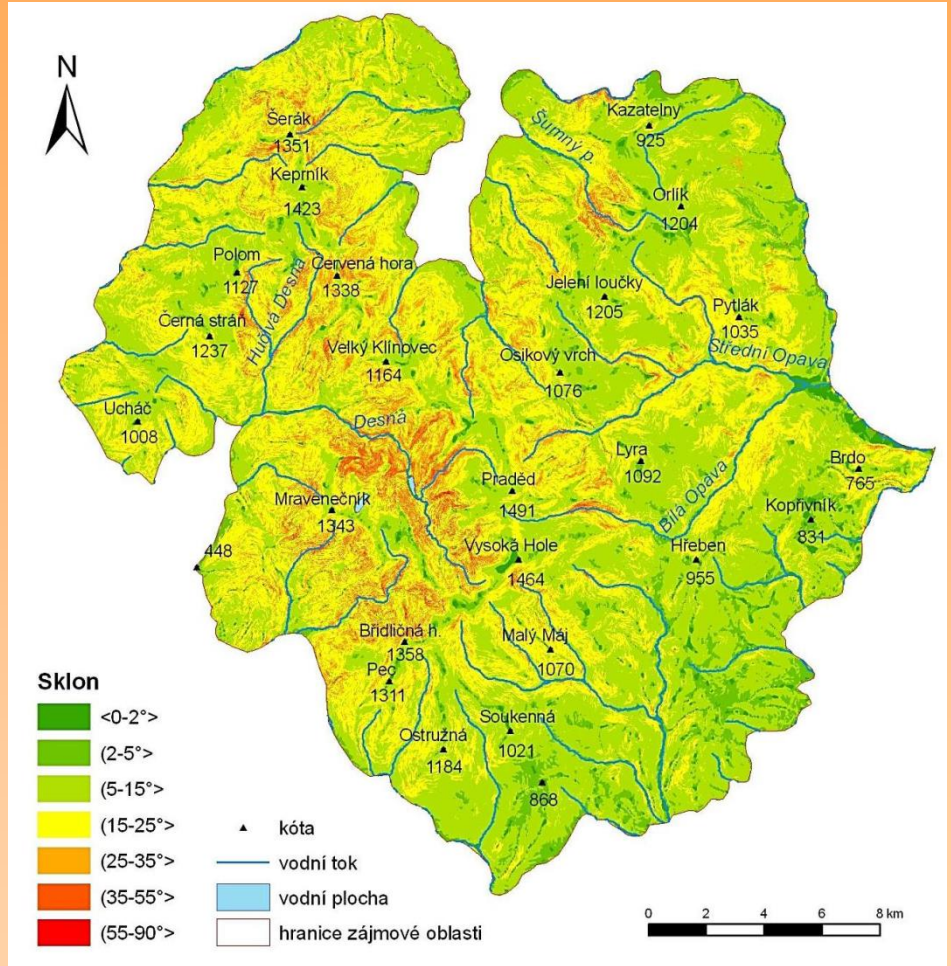 N
Šerák
1351
Keprník
1423
Kazatelny
925
Šumný p.
Orlík
1204
Polom
1127
Červená hora
1338
Hučivá Desná
Jelení loučky
1205
Pytlák
1035
Černá stráň
1237
Velký Klínovec
1164
Osikový vrch
1076
Střední Opava
Ucháč
1008
Desná
Lyra
1092
Brdo
765
Praděd
1491
Bílá Opava
Mravenečník
1343
Kopřivník
831
448
Vysoká Hole
1464
Hřeben
955
Břidličná h.
1358
Malý Máj
1070
Pec
1311
Soukenná
1021
Ostružná
1184
868
Sklon
<0-2°>
(2-5°>
(5-15°>
(15-25°>
(25-35°>
(35-55°>
(55-90°>
kóta
vodní tok
vodní plocha
hranice zájmové oblasti
0 2 4 6 8 km